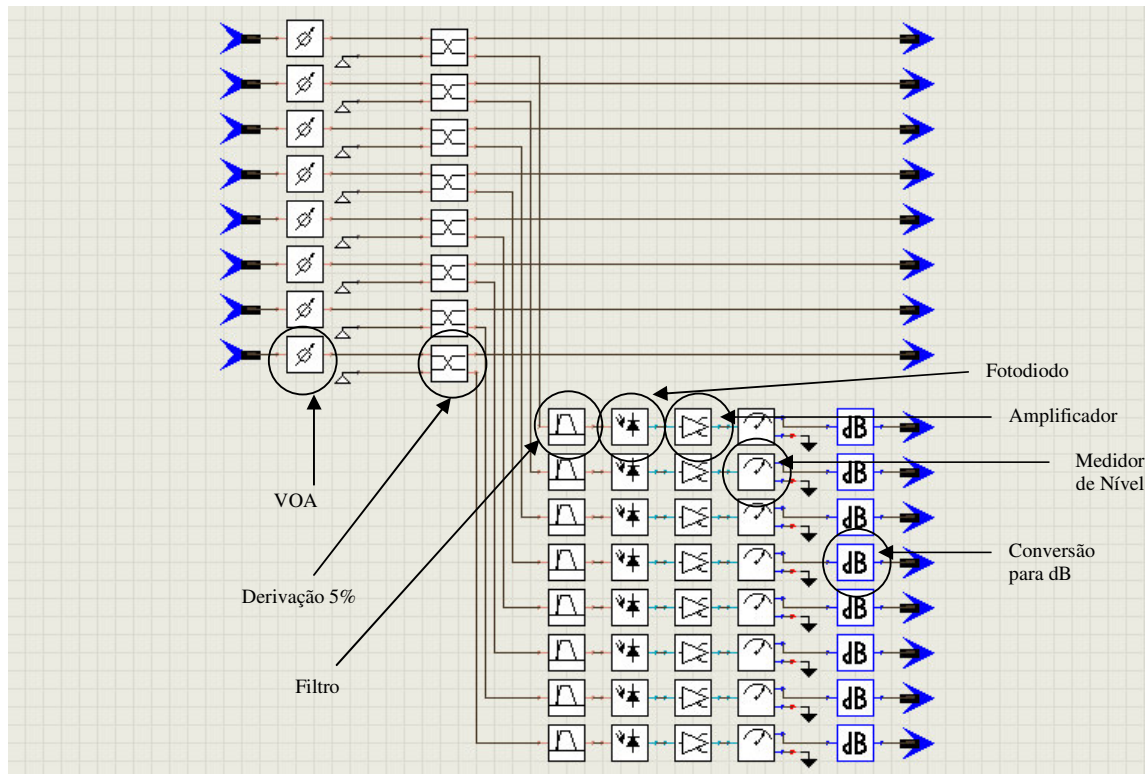 Fotodiodo
Amplificador
Medidor
de Nível
VOA
Conversão
para dB
Derivação 5%
Filtro
dB
dB
dB
dB
dB
dB
dB
dB